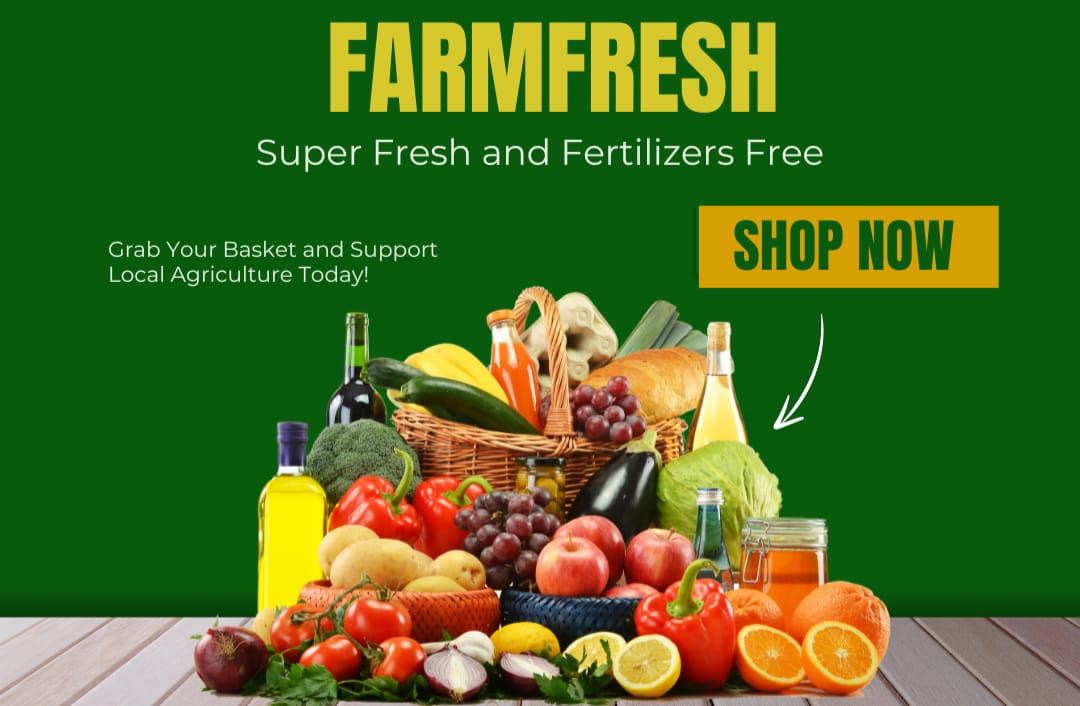 FARMFRESH
Super Fresh and Fertilizers Free
Grab Your Basket and Support
Local Agriculture Today!
SHOP NOW